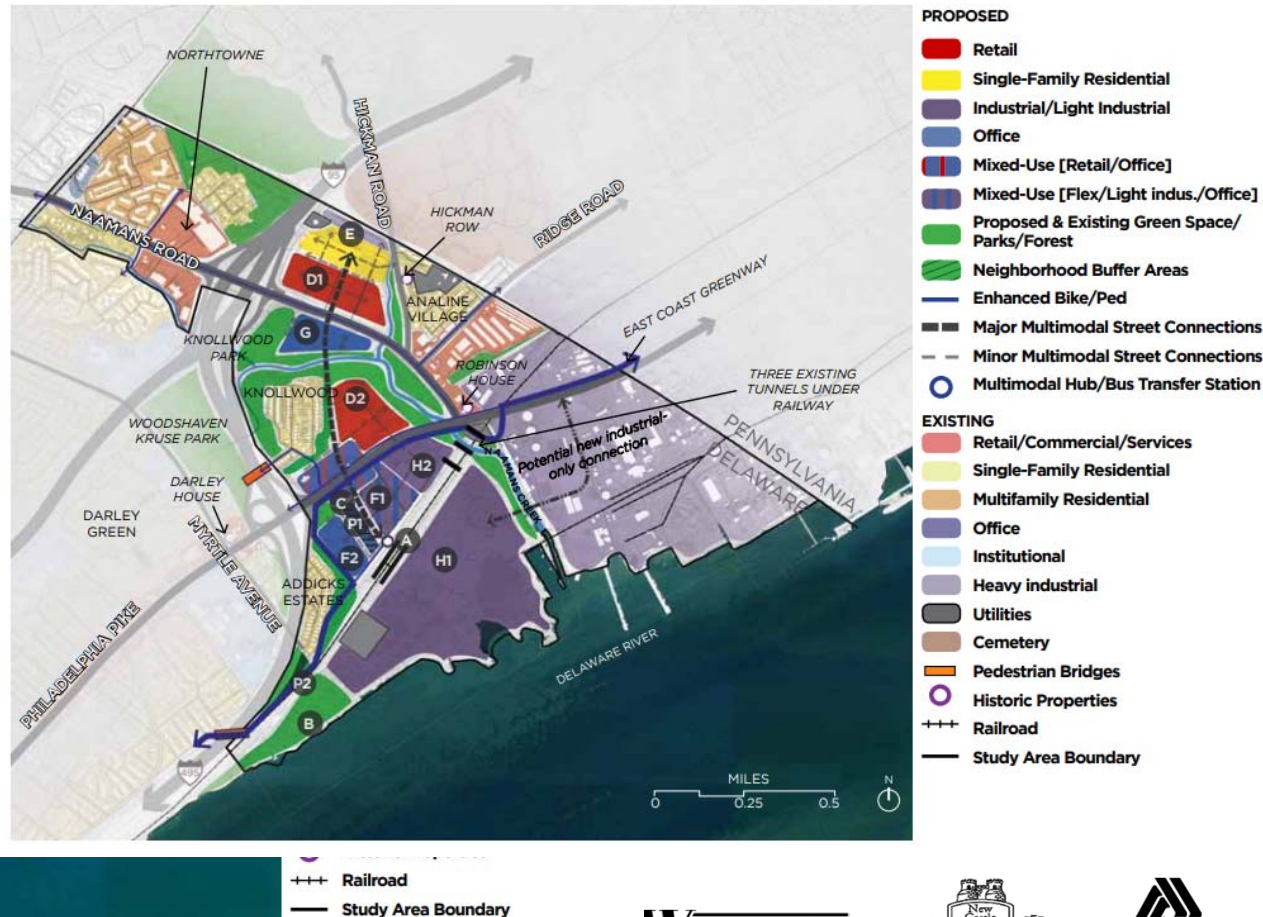 NORTHTOWNE
HICKMAN ROAD
95
NAAMANS ROAD
HICKMAN
ROW
RIDGE ROAD
E
D1
ANALINE
VILLAGE
EAST COAST GREENWAY
G
KNOLLWOOD
PARK
ROBINSON
HOUSE
KNOLLWOOD
D2
THREE EXISTING
TUNNELS UNDER
RAILWAY
WOODSHAVEN
KRUSE PARK
Potential new industrial-
only connection
PENNSYLVANIA
DELAWARE
NAAMANS CREEK
H2
DARLEY
HOUSE
C
F1
P1
DARLEY
GREEN
MYRTLE AVENUE
A
F2
H1
ADDICKS
ESTATES
PHILADELPHIA PIKE
DELAWARE RIVER
P2
B
495
MILES
0 0.25 0.5
N
PROPOSED
Retail
Single-Family Residential
Industrial/Light Industrial
Office
Mixed-Use [Retail/Office]
Mixed-Use [Flex/Light indus./Office]
Proposed & Existing Green Space/
Parks/Forest
Neighborhood Buffer Areas
Enhanced Bike/Ped
Major Multimodal Street Connections
Minor Multimodal Street Connections
Multimodal Hub/Bus Transfer Station
EXISTING
Retail/Commercial/Services
Single-Family Residential
Multifamily Residential
Office
Institutional
Heavy industrial
Utilities
Cemetery
Pedestrian Bridges
Historic Properties
Railroad
Study Area Boundary
Railroad
Study Area Boundary
New